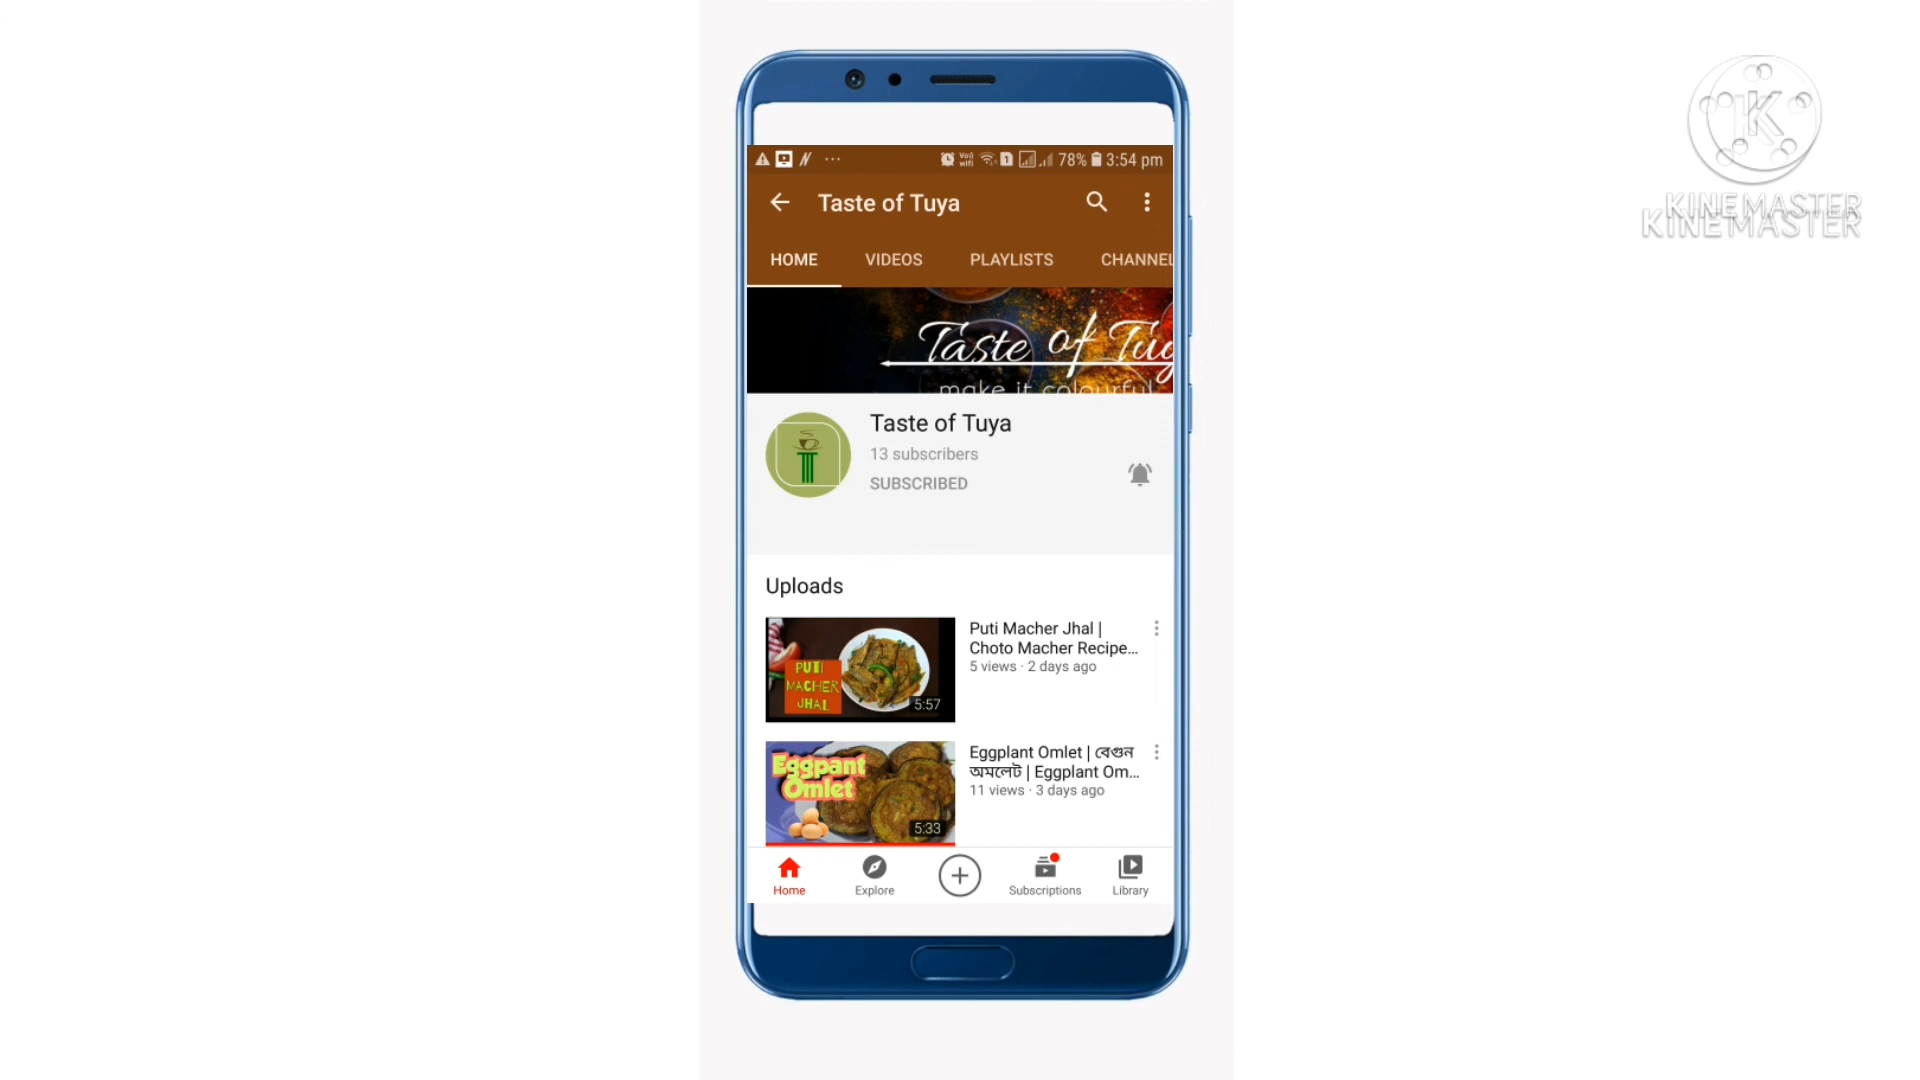 KINEMASTER
KINEMASTER
78% 3:54 pm
Taste of Tuya
HOME VIDEOS PLAYLISTS CHANNEL
Taste of Tuy
make it colourful
Taste of Tuya
13 subscribers
SUBSCRIBED
Uploads
PUTI
MACHER
JHAL
5:57
Puti Macher Jhal |
Choto Macher Recipe...
5 views · 2 days ago
Eggpant
Omlet
5:33
Eggplant Omlet | বেগুন
অমলেট | Eggplant Om...
11 views · 3 days ago
Home Explore Subscriptions Library